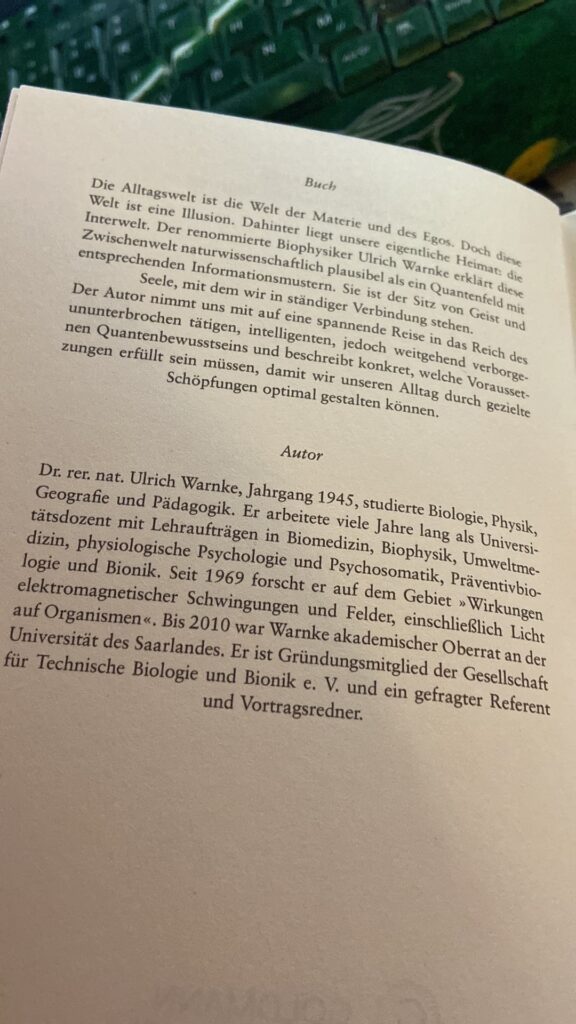 Buch
Die Alltagswelt ist die Welt der Materie und des Egos. Doch diese
Welt ist eine Illusion. Dahinter liegt unsere eigentliche Heimat: die
Interwelt. Der renommierte Biophysiker Ulrich Warnke erklärt diese
Zwischenwelt naturwissenschaftlich plausibel als ein Quantenfeld mit
entsprechenden Informationsmustern. Sie ist der Sitz von Geist und
Seele, mit dem wir in ständiger Verbindung stehen.
Der Autor nimmt uns mit auf eine spannende Reise in das Reich des
ununterbrochen tätigen, intelligenten, jedoch weitgehend verborge-
nen Quantenbewusstseins und beschreibt konkret, welche Vorausset-
zungen erfüllt sein müssen, damit wir unseren Alltag durch gezielte
Schöpfungen optimal gestalten können.
Autor
Dr. rer. nat. Ulrich Warnke, Jahrgang 1945, studierte Biologie, Physik,
Geografie und Pädagogik. Er arbeitete viele Jahre lang als Universi-
tätsdozent mit Lehraufträgen in Biomedizin, Biophysik, Umweltme-
dizin, physiologische Psychologie und Psychosomatik, Präventivbio-
logie und Bionik. Seit 1969 forscht er auf dem Gebiet »Wirkungen
elektromagnetischer Schwingungen und Felder, einschließlich Licht
auf Organismen«. Bis 2010 war Warnke akademischer Oberrat an der
Universität des Saarlandes. Er ist Gründungsmitglied der Gesellschaft
für Technische Biologie und Bionik e. V. und ein gefragter Referent
und Vortragsredner.